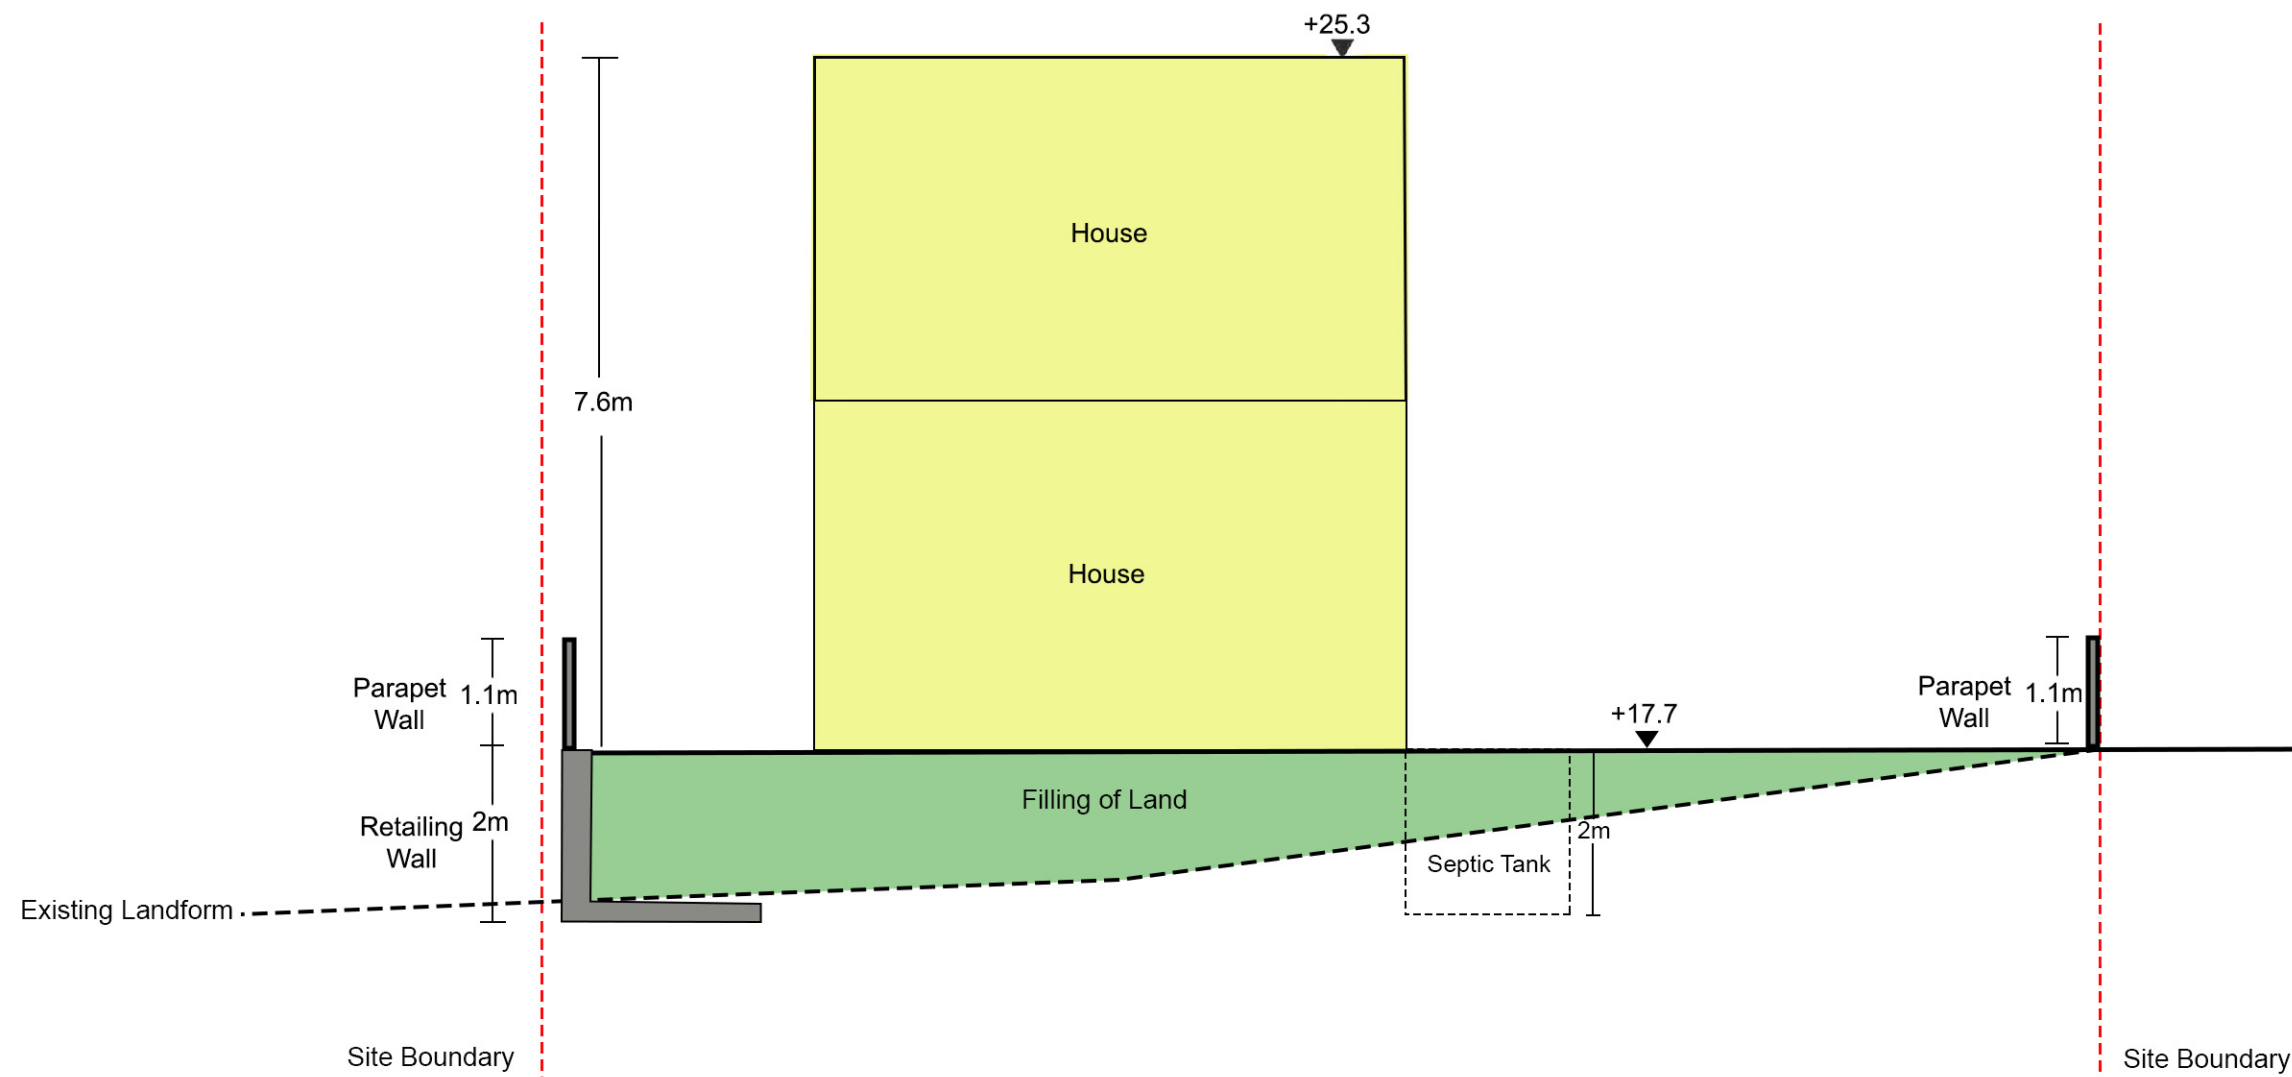 +25.3
House
7.6m
House
Parapet
Wall
1.1m
+17.7
Parapet
Wall
1.1m
Filling of Land
Retailing
Wall
2m
2m
Septic Tank
Existing Landform
Site Boundary
Site Boundary